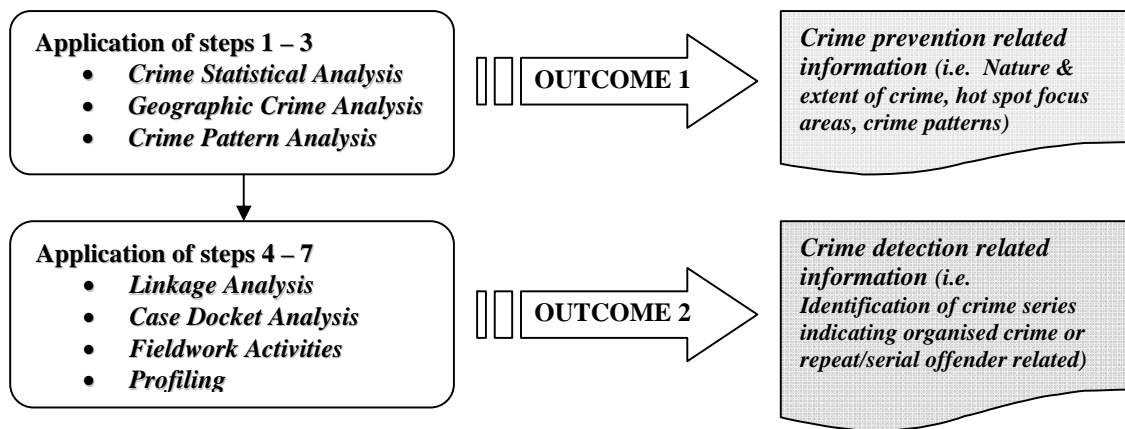 Application of steps 1 – 3
• Crime Statistical Analysis
• Geographic Crime Analysis
• Crime Pattern Analysis
OUTCOME 1
Crime prevention related
information (i.e. Nature &
extent of crime, hot spot focus
areas, crime patterns)
Application of steps 4 – 7
• Linkage Analysis
• Case Docket Analysis
• Fieldwork Activities
• Profiling
OUTCOME 2
Crime detection related
information (i.e.
Identification of crime series
indicating organised crime or
repeat/serial offender related)